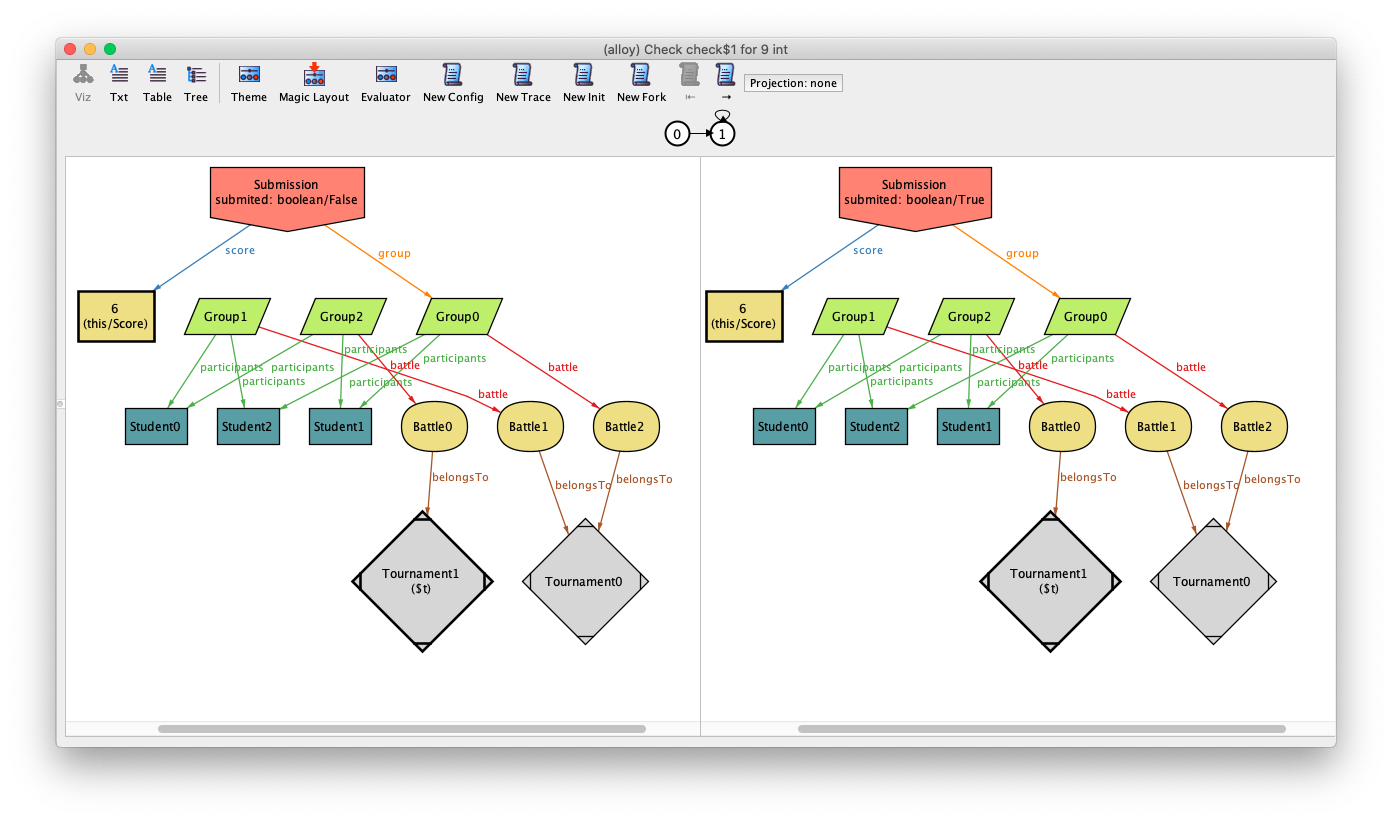 (alloy) Check check$1 for 9 int
Viz
Txt
Table
Tree
Theme
Magic Layout
Evaluator
New Config
New Trace
New Init
New Fork
Projection: none
0
1
Submission
submited: boolean/False
score
group
6
(this/Score)
Group1
Group2
Group0
participants
participants
participants
participants
participants
participants
battle
battle
battle
Student0
Student2
Student1
Battle0
Battle1
Battle2
belongsTo
belongsTo
belongsTo
Tournament1
($t)
Tournament0
Submission
submited: boolean/True
score
group
6
(this/Score)
Group1
Group2
Group0
participants
participants
participants
participants
participants
participants
battle
battle
battle
Student0
Student2
Student1
Battle0
Battle1
Battle2
belongsTo
belongsTo
belongsTo
Tournament1
($t)
Tournament0